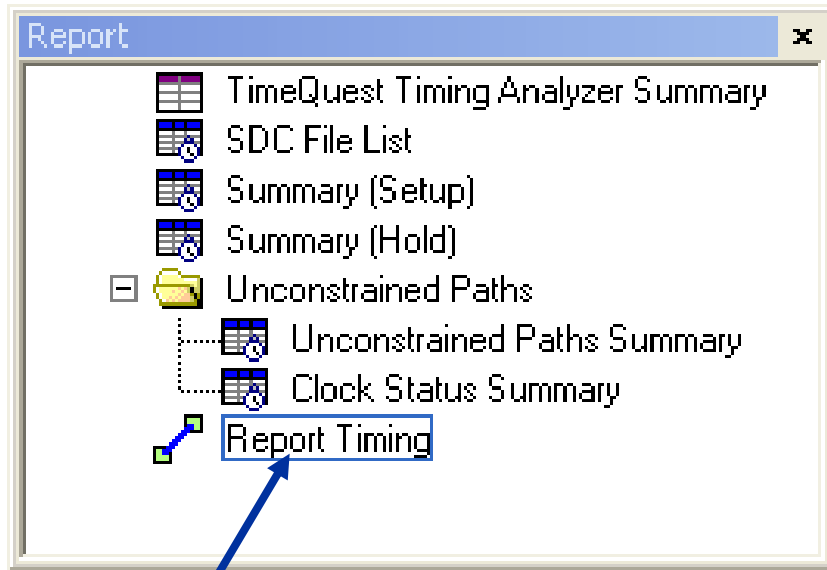 Report
TimeQuest Timing Analyzer Summary
SDC File List
Summary (Setup)
Summary (Hold)
Unconstrained Paths
Unconstrained Paths Summary
Clock Status Summary
Report Timing